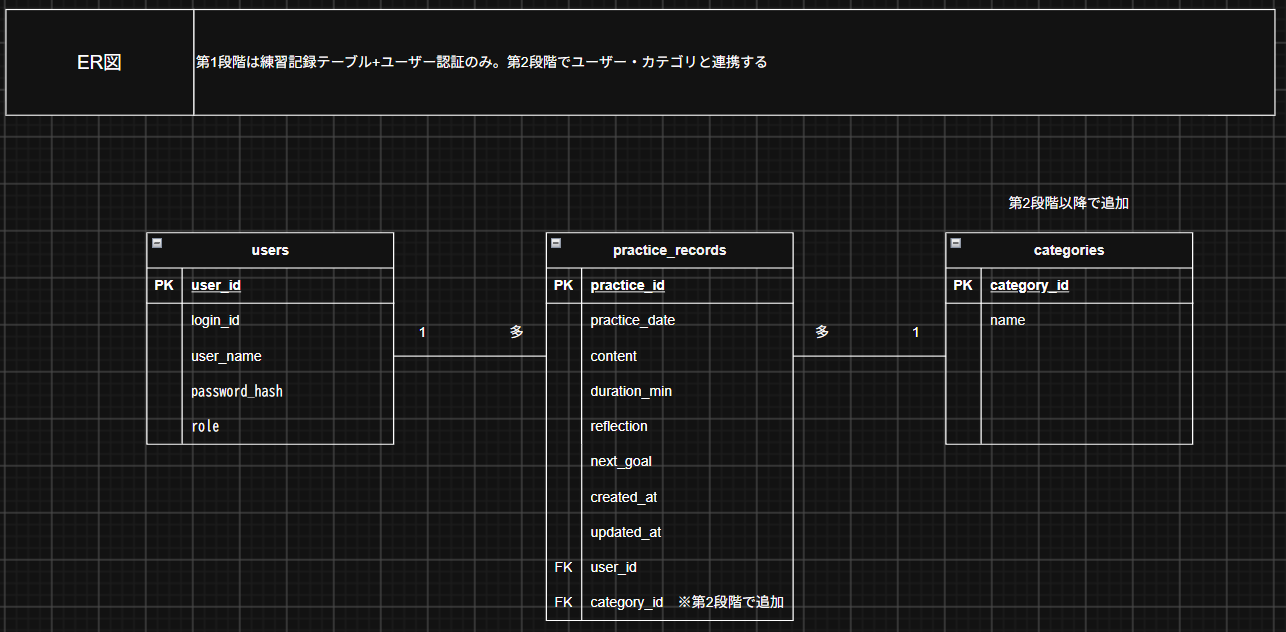 ER図
第1段階は練習記録テーブル+ユーザー認証のみ。第2段階でユーザー・カテゴリと連携する
第2段階以降で追加
users
PK user_id
login_id
user_name
password_hash
role
1 多
practice_records
PK practice_id
practice_date
content
duration_min
reflection
next_goal
created_at
updated_at
FK user_id
FK category_id ※第2段階で追加
多 1
categories
PK category_id
name